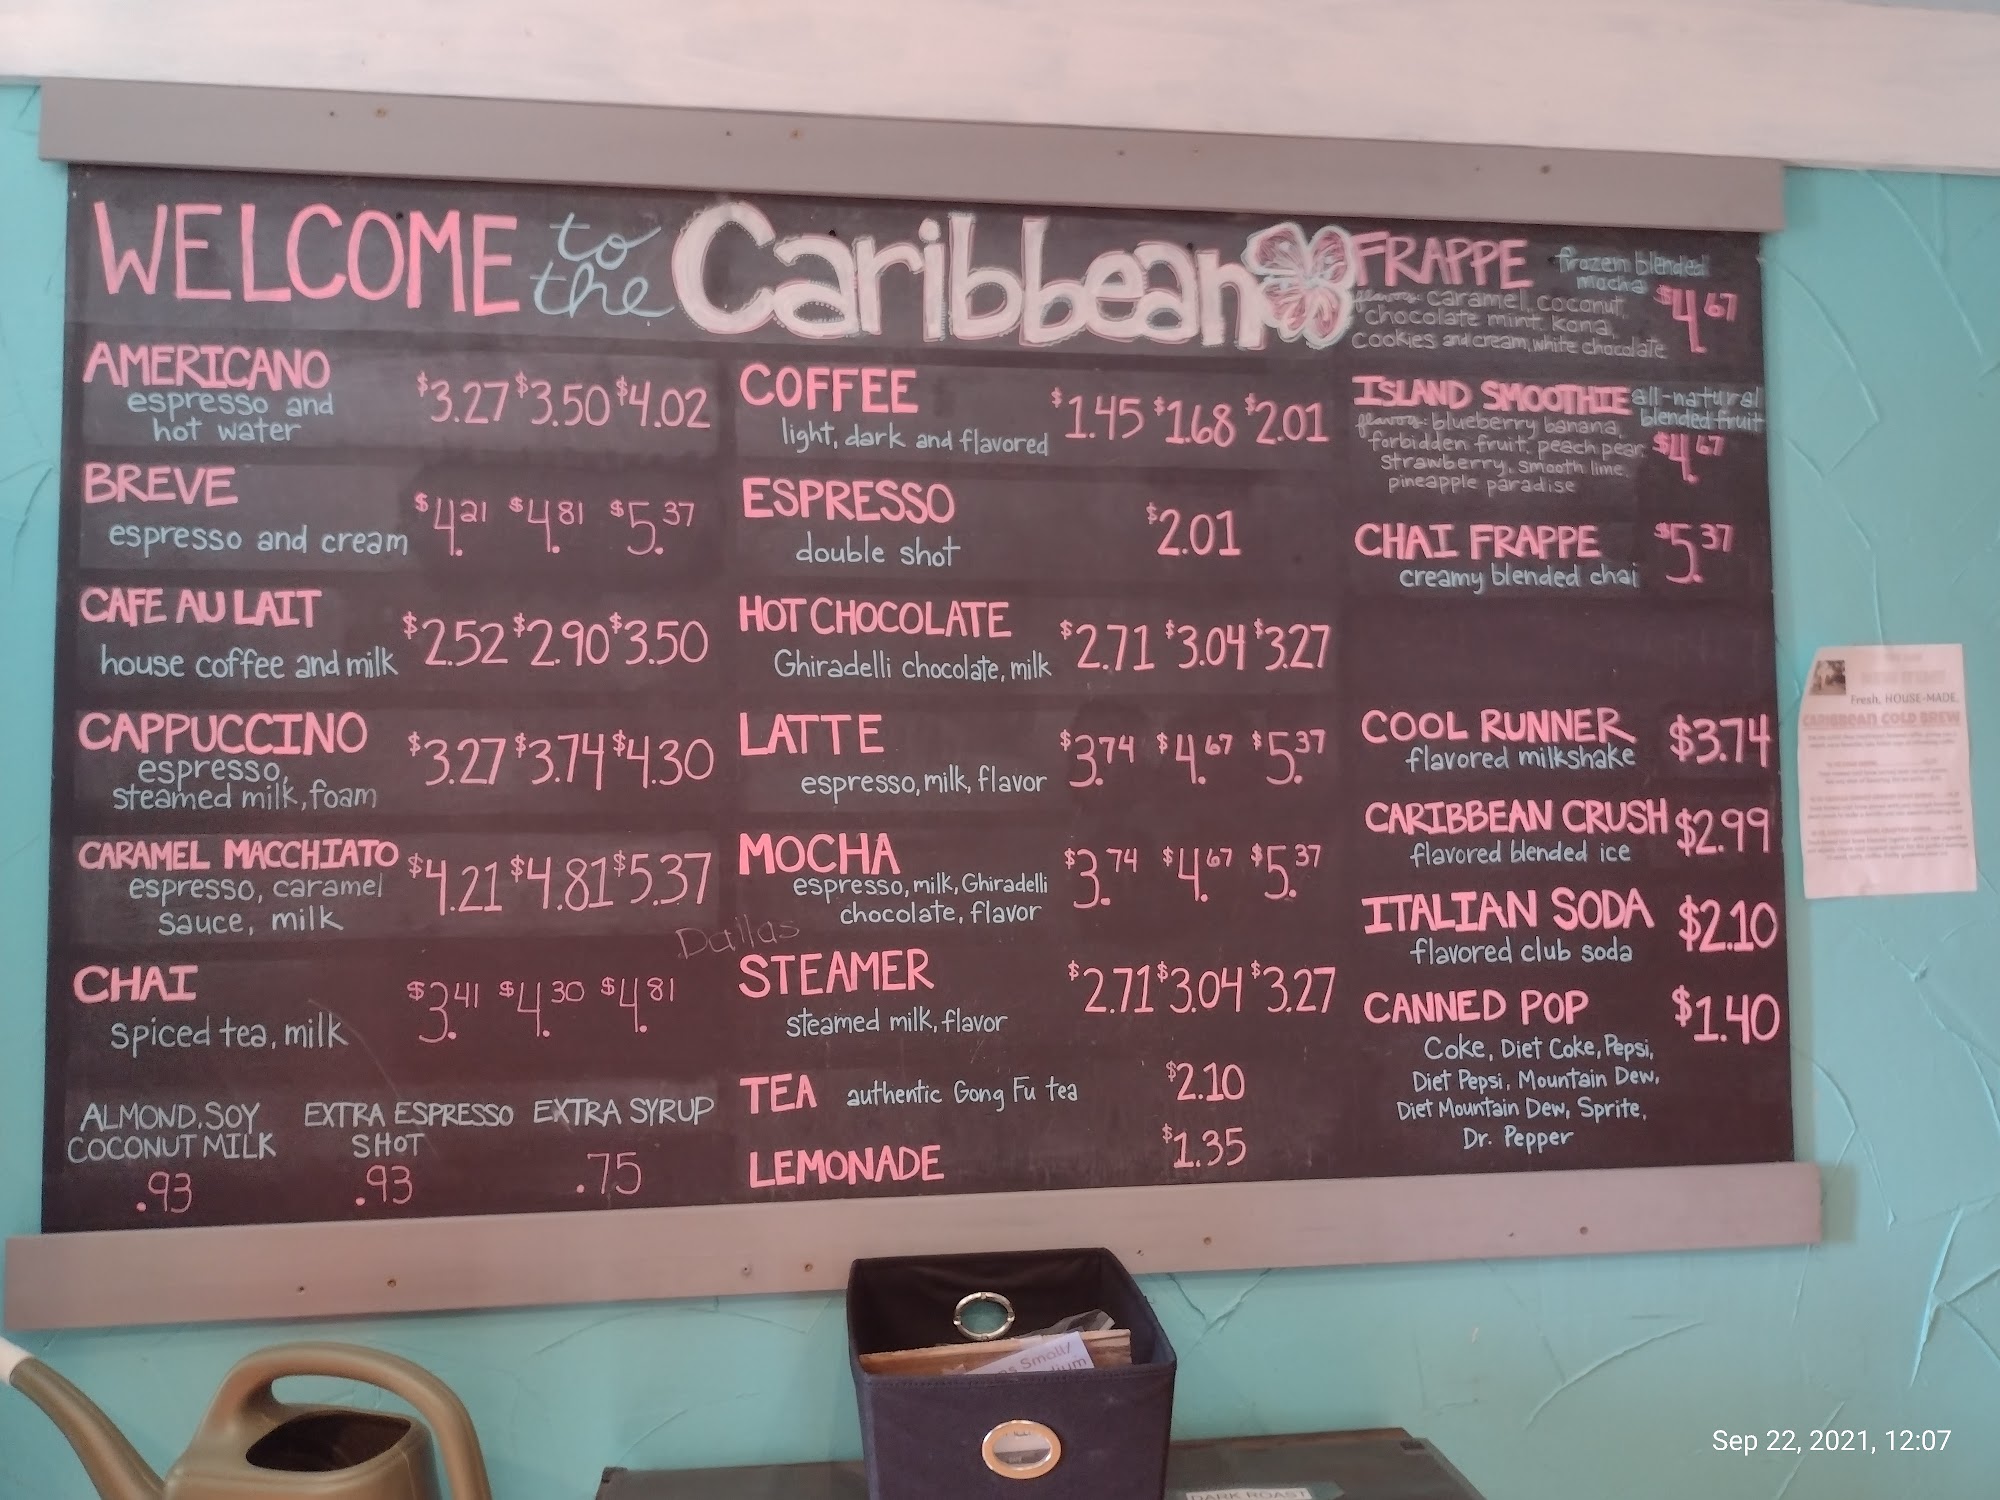 WELCOME to the Caribbean
AMERICANO
espresso and
hot water
$3.27 $3.50 $4.02
BREVE
espresso and cream
$4.21 $4.81 $5.37
CAFE AU LAIT
house coffee and milk
$2.52 $2.90 $3.50
CAPPUCCINO
espresso,
steamed milk, foam
$3.27 $3.74 $4.30
CARAMEL MACCHIATO
espresso, caramel
sauce, milk
$4.21 $4.81 $5.37
CHAI
spiced tea, milk
$3.41 $4.30 $4.81
ALMOND, SOY
COCONUT MILK
.93
EXTRA ESPRESSO
SHOT
.93
EXTRA SYRUP
.75
COFFEE
light, dark and flavored
$1.45 $1.68 $2.01
ESPRESSO
double shot
$2.01
HOT CHOCOLATE
Ghiradelli chocolate, milk
$2.71 $3.04 $3.27
LATTE
espresso, milk, flavor
$3.74 $4.67 $5.37
MOCHA
espresso, milk, Ghiradelli
chocolate, flavor
$3.74 $4.67 $5.37
Dallas
STEAMER
steamed milk, flavor
$2.71 $3.04 $3.27
TEA authentic Gong Fu tea $2.10
LEMONADE $1.35
FRAPPE frozen blended
mocha
$4.67
flavors: caramel, coconut,
chocolate mint, kona,
cookies and cream, white chocolate
ISLAND SMOOTHIE all-natural
blended fruit
$4.67
flavors: blueberry banana,
forbidden fruit, peach pear,
strawberry, smooth lime,
pineapple paradise
CHAI FRAPPE
creamy blended chai
$5.37
COOL RUNNER $3.74
flavored milkshake
CARIBBEAN CRUSH $2.99
flavored blended ice
ITALIAN SODA $2.10
flavored club soda
CANNED POP $1.40
Coke, Diet Coke, Pepsi,
Diet Pepsi, Mountain Dew,
Diet Mountain Dew, Sprite,
Dr. Pepper
Fresh, HOUSE-MADE,
CARIBBEAN COLD BREW
Small/
DARK ROAST
Sep 22, 2021, 12:07